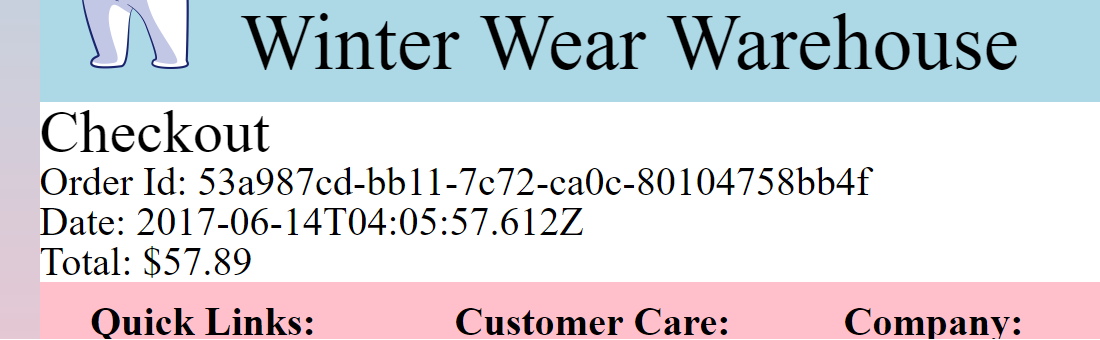 Winter Wear Warehouse
Checkout
Order Id: 53a987cd-bb11-7c72-ca0c-80104758bb4f
Date: 2017-06-14T04:05:57.612Z
Total: $57.89
Quick Links: Customer Care: Company: